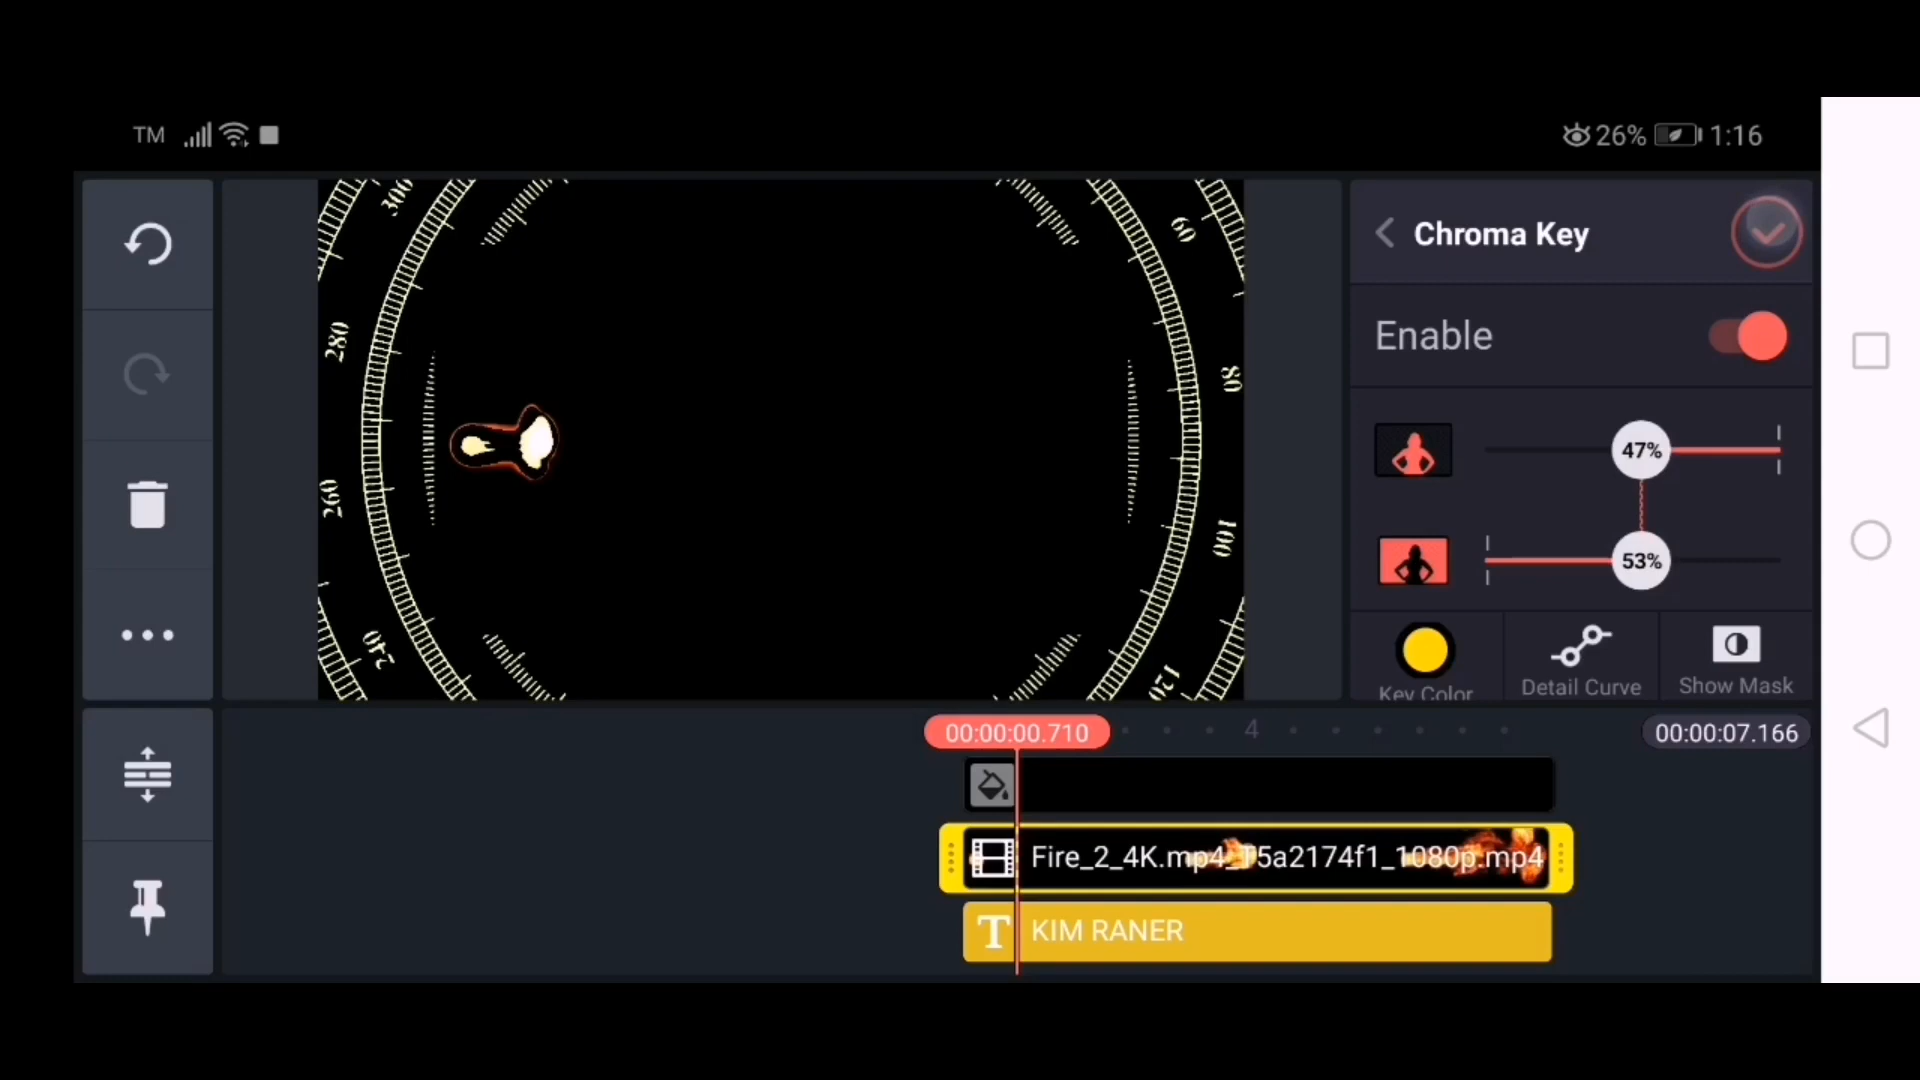 TM
26% 1:16
300
60
280
80
260
100
240
120
Chroma Key
Enable
47%
53%
Key Color
Detail Curve
Show Mask
00:00:00.710
4
00:00:07.166
Fire_2_4K.mp4_T5a2174f1_1080p.mp4
T KIM RANER